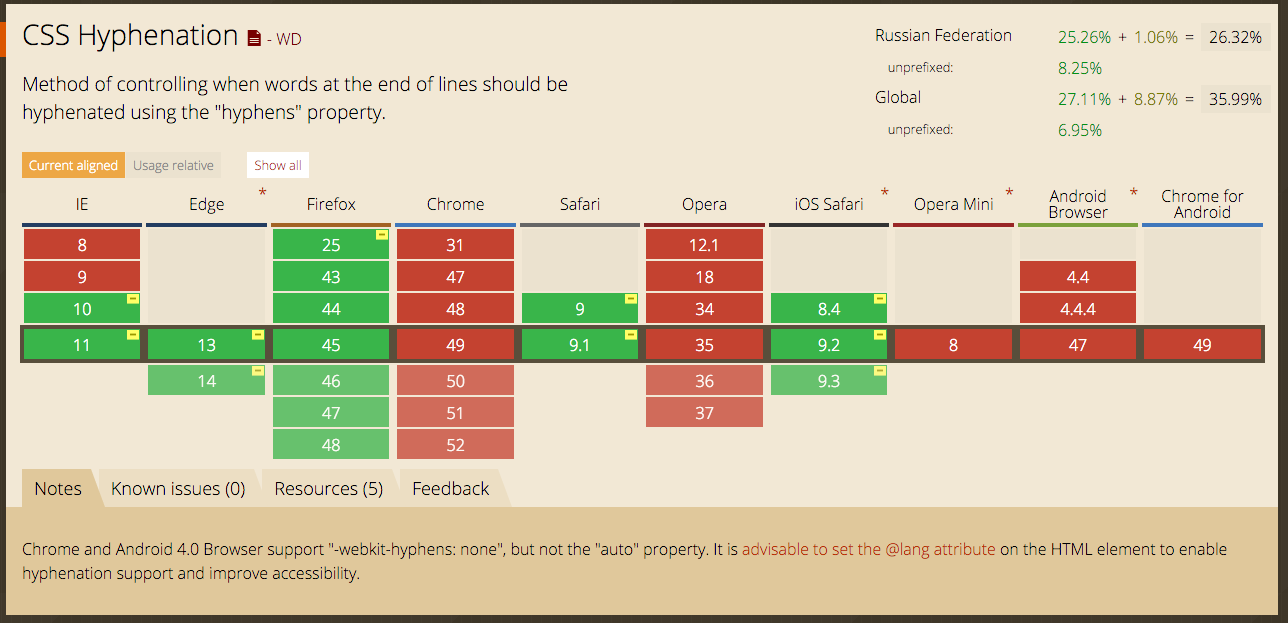 CSS Hyphenation - WD
Method of controlling when words at the end of lines should be
hyphenated using the "hyphens" property.
Russian Federation 25.26% + 1.06% = 26.32%
unprefixed: 8.25%
Global 27.11% + 8.87% = 35.99%
unprefixed: 6.95%
Current aligned Usage relative Show all
IE Edge * Firefox Chrome Safari Opera iOS Safari * Opera Mini * Android Browser * Chrome for Android
8 25 31 12.1
9 43 47 18 4.4
10 44 48 9 34 8.4 4.4.4
11 13 45 49 9.1 35 9.2 8 47 49
14 46 50 36 9.3
47 51 37
48 52
Notes Known issues (0) Resources (5) Feedback
Chrome and Android 4.0 Browser support "-webkit-hyphens: none", but not the "auto" property. It is advisable to set the @lang attribute on the HTML element to enable
hyphenation support and improve accessibility.